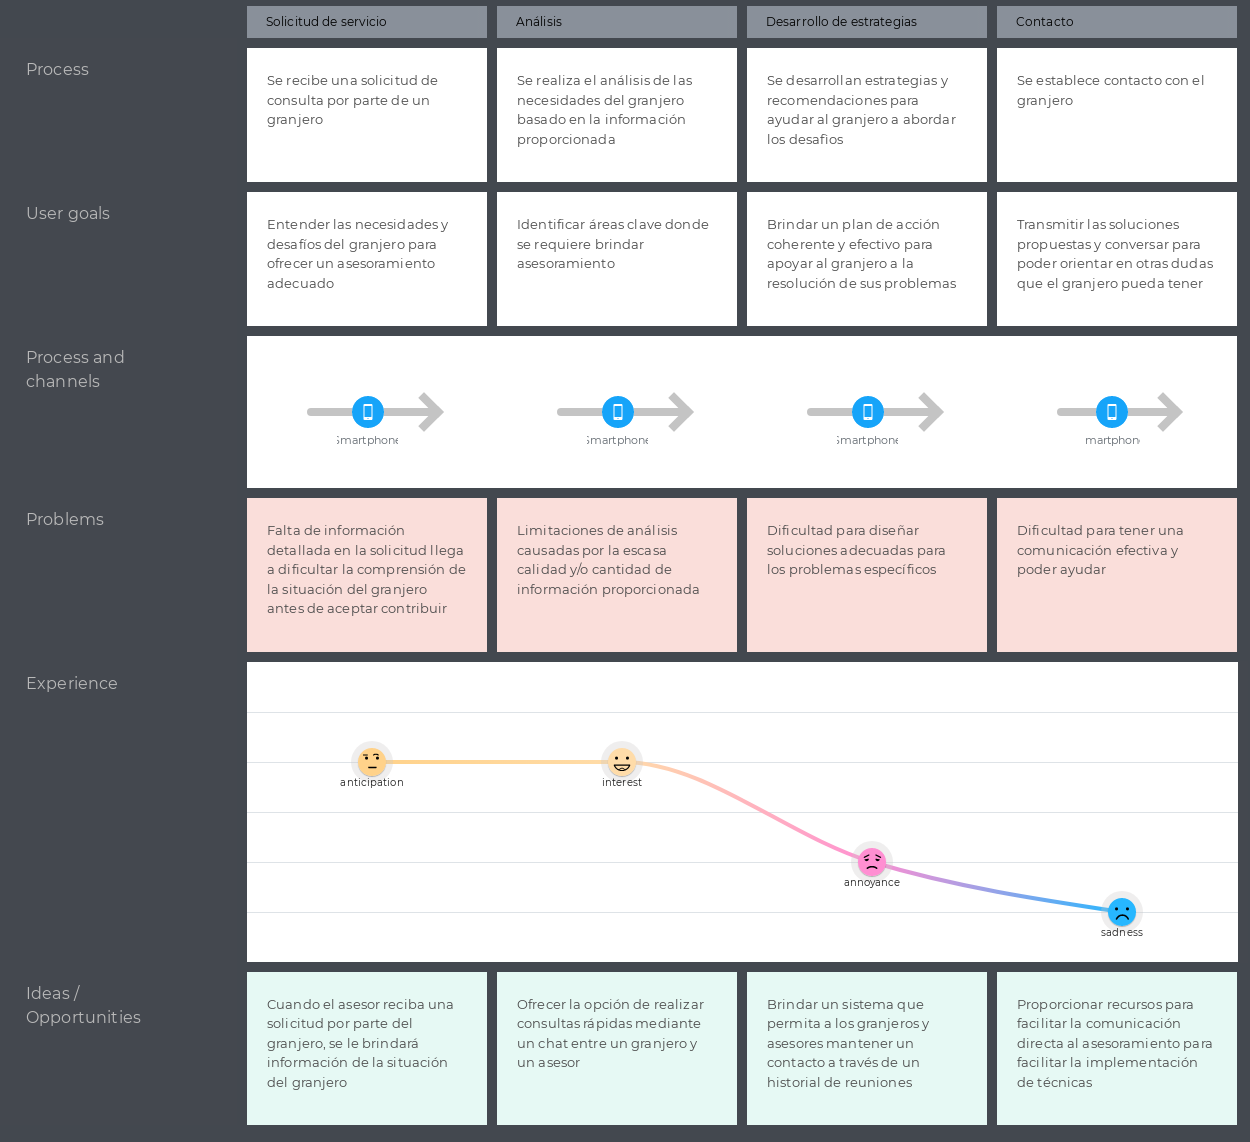 Solicitud de servicio
Análisis
Desarrollo de estrategias
Contacto
Process
Se recibe una solicitud de
consulta por parte de un
granjero
Se realiza el análisis de las
necesidades del granjero
basado en la información
proporcionada
Se desarrollan estrategias y
recomendaciones para
ayudar al granjero a abordar
los desafìos
Se establece contacto con el
granjero
User goals
Entender las necesidades y
desafíos del granjero para
ofrecer un asesoramiento
adecuado
Identificar áreas clave donde
se requiere brindar
asesoramiento
Brindar un plan de acción
coherente y efectivo para
apoyar al granjero a la
resolución de sus problemas
Transmitir las soluciones
propuestas y conversar para
poder orientar en otras dudas
que el granjero pueda tener
Process and
channels
Smartphone
Smartphone
Smartphone
martphon
Problems
Falta de información
detallada en la solicitud llega
a dificultar la comprensión de
la situación del granjero
antes de aceptar contribuir
Limitaciones de análisis
causadas por la escasa
calidad y/o cantidad de
información proporcionada
Dificultad para diseñar
soluciones adecuadas para
los problemas específicos
Dificultad para tener una
comunicación efectiva y
poder ayudar
Experience
anticipation
interest
annoyance
sadness
Ideas /
Opportunities
Cuando el asesor reciba una
solicitud por parte del
granjero, se le brindará
información de la situación
del granjero
Ofrecer la opción de realizar
consultas rápidas mediante
un chat entre un granjero y
un asesor
Brindar un sistema que
permita a los granjeros y
asesores mantener un
contacto a través de un
historial de reuniones
Proporcionar recursos para
facilitar la comunicación
directa al asesoramiento para
facilitar la implementación
de técnicas